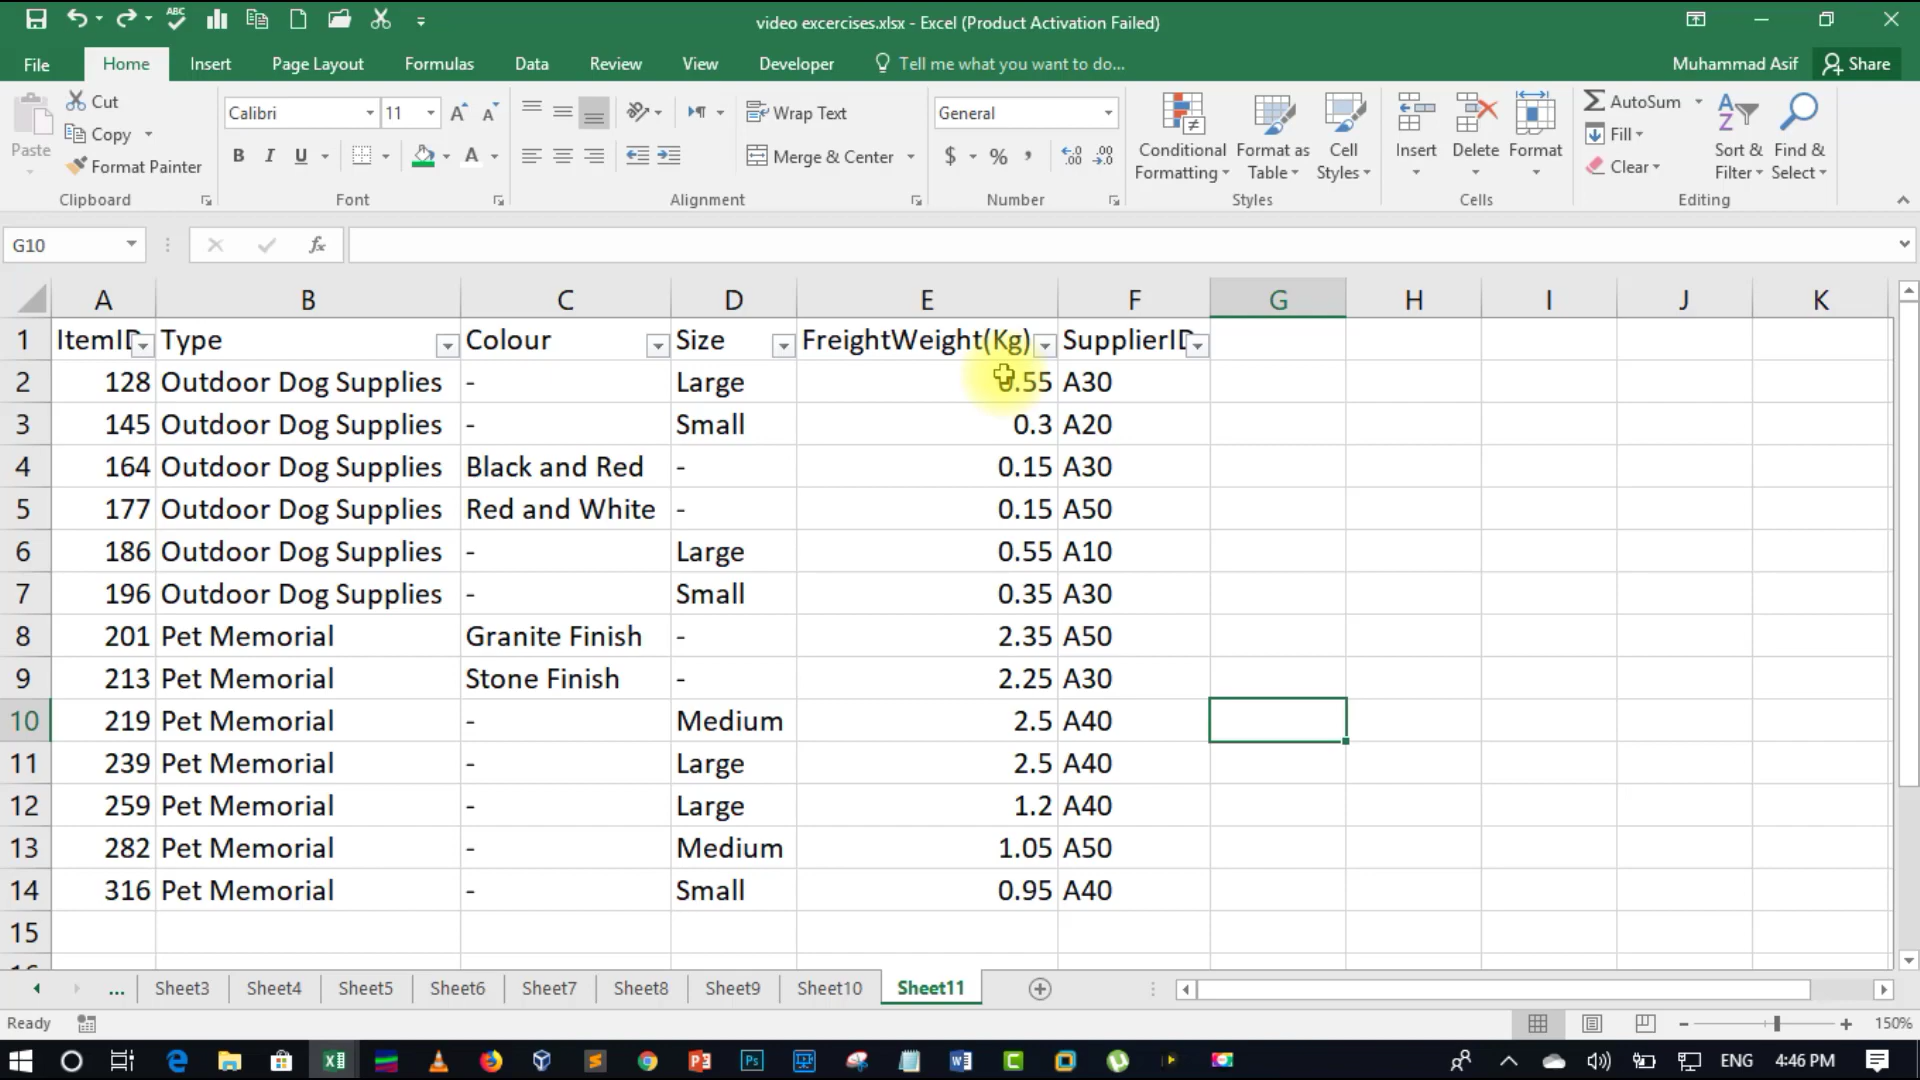 video excercises.xlsx - Excel (Product Activation Failed)
File Home Insert Page Layout Formulas Data Review View Developer Tell me what you want to do... Muhammad Asif Share
Paste
Cut
Copy
Format Painter
Clipboard
Calibri 11
B I U A
Font
Wrap Text
Merge & Center
Alignment
General
$ % ,
Number
Conditional Formatting
Format as Table
Cell Styles
Styles
Insert Delete Format
Cells
AutoSum
Fill
Clear
Sort & Filter
Find & Select
Editing
G10 fx
A B C D E F G H I J K
1 ItemID Type Colour Size FreightWeight(Kg) SupplierID
2 128 Outdoor Dog Supplies - Large 0.55 A30
3 145 Outdoor Dog Supplies - Small 0.3 A20
4 164 Outdoor Dog Supplies Black and Red - 0.15 A30
5 177 Outdoor Dog Supplies Red and White - 0.15 A50
6 186 Outdoor Dog Supplies - Large 0.55 A10
7 196 Outdoor Dog Supplies - Small 0.35 A30
8 201 Pet Memorial Granite Finish - 2.35 A50
9 213 Pet Memorial Stone Finish - 2.25 A30
10 219 Pet Memorial - Medium 2.5 A40
11 239 Pet Memorial - Large 2.5 A40
12 259 Pet Memorial - Large 1.2 A40
13 282 Pet Memorial - Medium 1.05 A50
14 316 Pet Memorial - Small 0.95 A40
15
... Sheet3 Sheet4 Sheet5 Sheet6 Sheet7 Sheet8 Sheet9 Sheet10 Sheet11
Ready 150%
ENG 4:46 PM